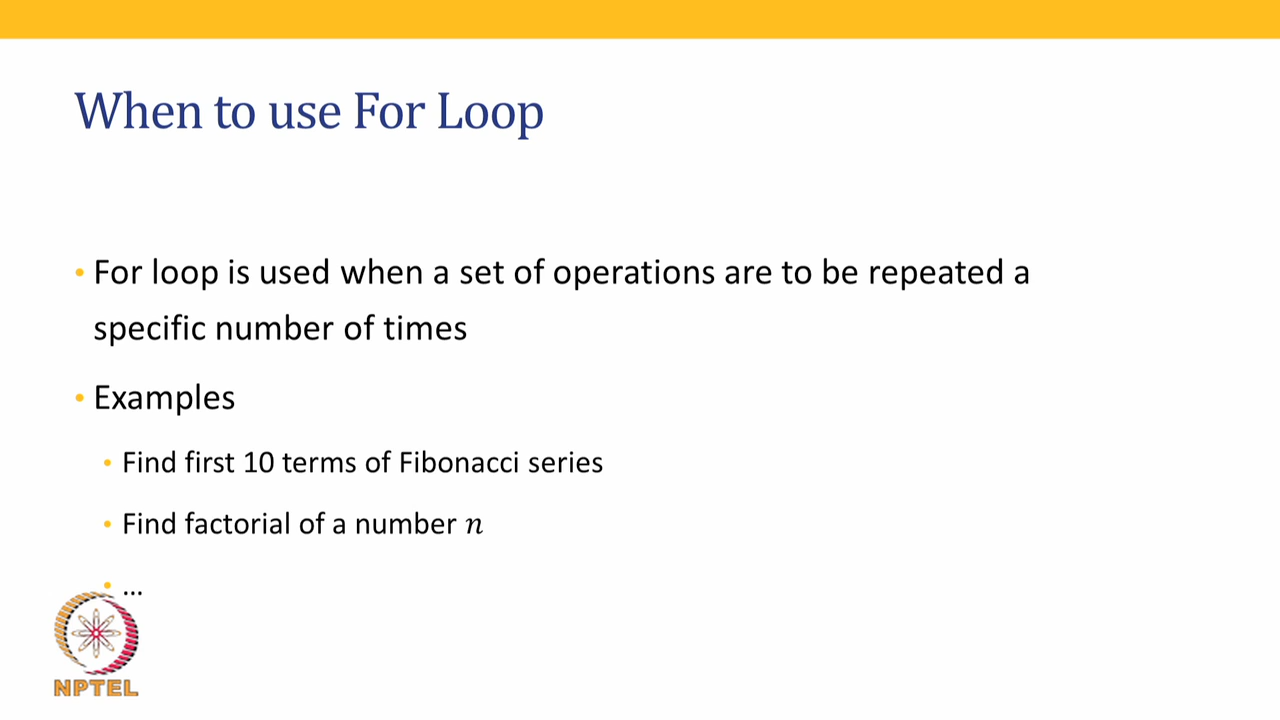 When to use For Loop
• For loop is used when a set of operations are to be repeated a
specific number of times
• Examples
• Find first 10 terms of Fibonacci series
• Find factorial of a number n
• ...
NPTEL